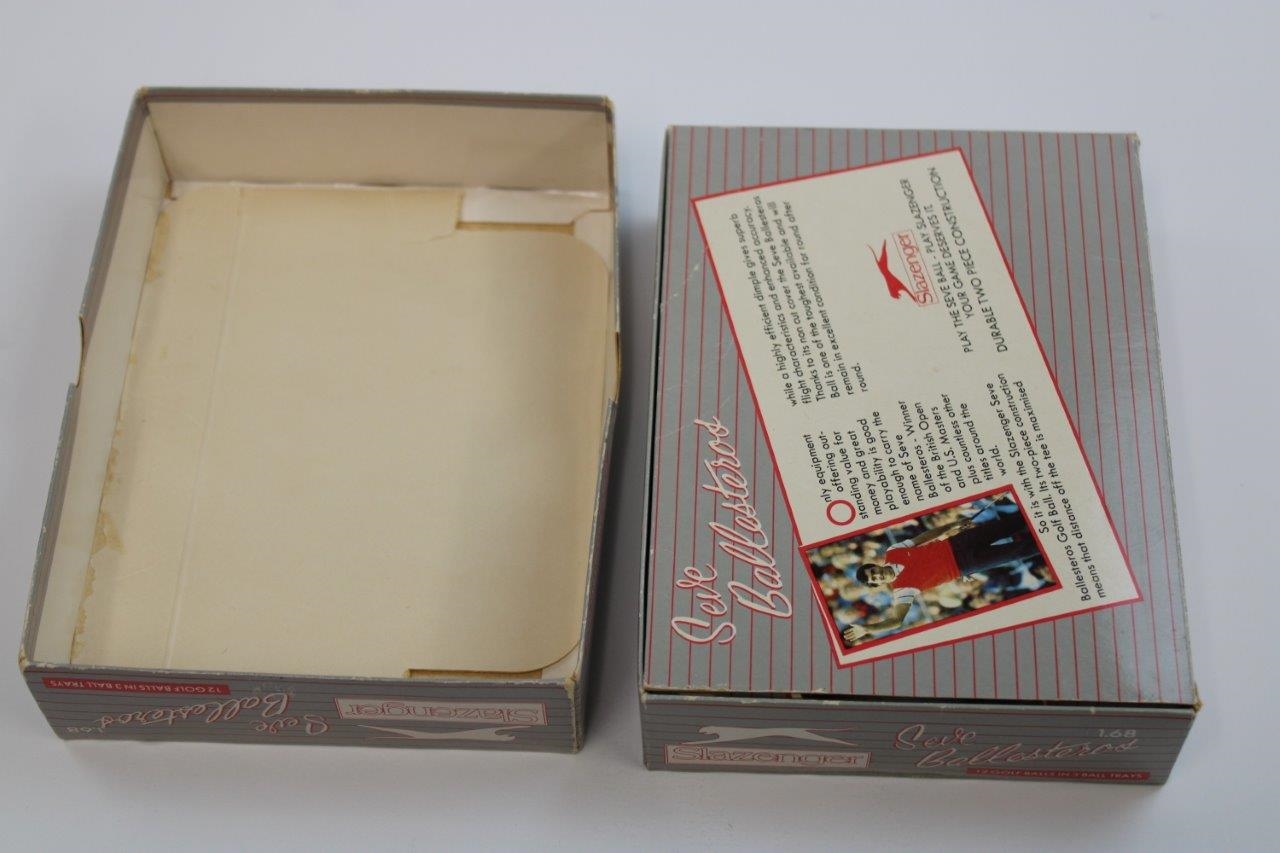 Seve
Ballesteros
Only equipment
offering out-
standing value for
money and great
playability is good
enough to carry the
name of Seve
Ballesteros - Winner
of the British Open
and U.S. Masters
plus countless other
titles around the
world.
So it is with the Slazenger Seve
Ballesteros Golf Ball. Its two-piece construction
means that distance off the tee is maximised
while a highly efficient dimple gives superb
flight characteristics and enhanced accuracy.
Thanks to its non cut cover the Seve Ballesteros
Ball is one of the toughest available and will
remain in excellent condition for round after
round.
Slazenger
PLAY THE SEVE BALL - PLAY SLAZENGER
YOUR GAME DESERVES IT.
DURABLE TWO PIECE CONSTRUCTION
Slazenger
Seve
Ballesteros
1.68
12 GOLF BALLS IN 3 BALL TRAYS
Slazenger
Seve
Ballesteros
1.68
12 GOLF BALLS IN 3 BALL TRAYS